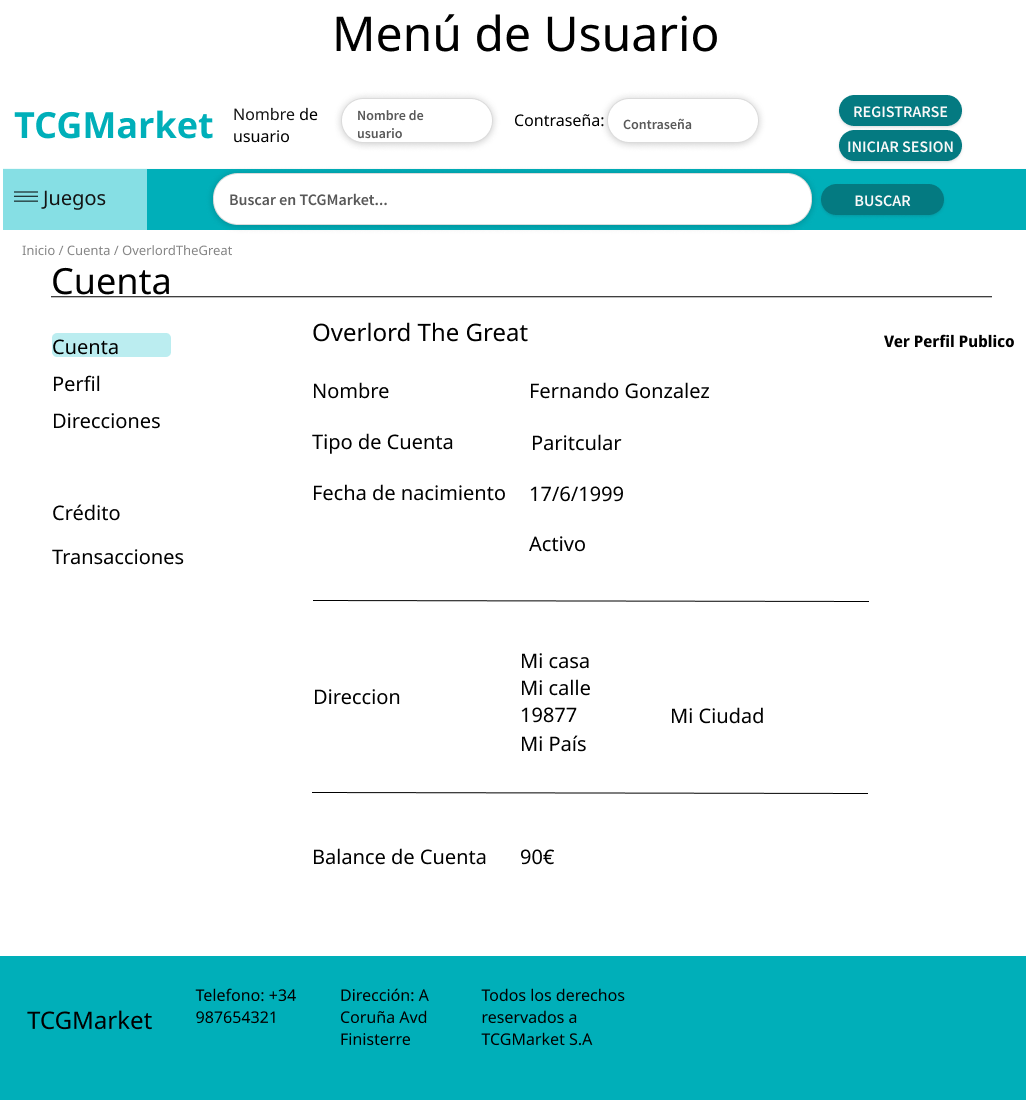 Menú de Usuario
TCGMarket
Nombre de
usuario
Nombre de
usuario
Contraseña:
Contraseña
REGISTRARSE
INICIAR SESION
Juegos
Buscar en TCGMarket...
BUSCAR
Inicio / Cuenta / OverlordTheGreat
Cuenta
Cuenta
Perfil
Direcciones
Crédito
Transacciones
Overlord The Great
Ver Perfil Publico
Nombre
Fernando Gonzalez
Tipo de Cuenta
Paritcular
Fecha de nacimiento
17/6/1999
Activo
Direccion
Mi casa
Mi calle
19877
Mi Ciudad
Mi País
Balance de Cuenta
90€
TCGMarket
Telefono: +34
987654321
Dirección: A
Coruña Avd
Finisterre
Todos los derechos
reservados a
TCGMarket S.A